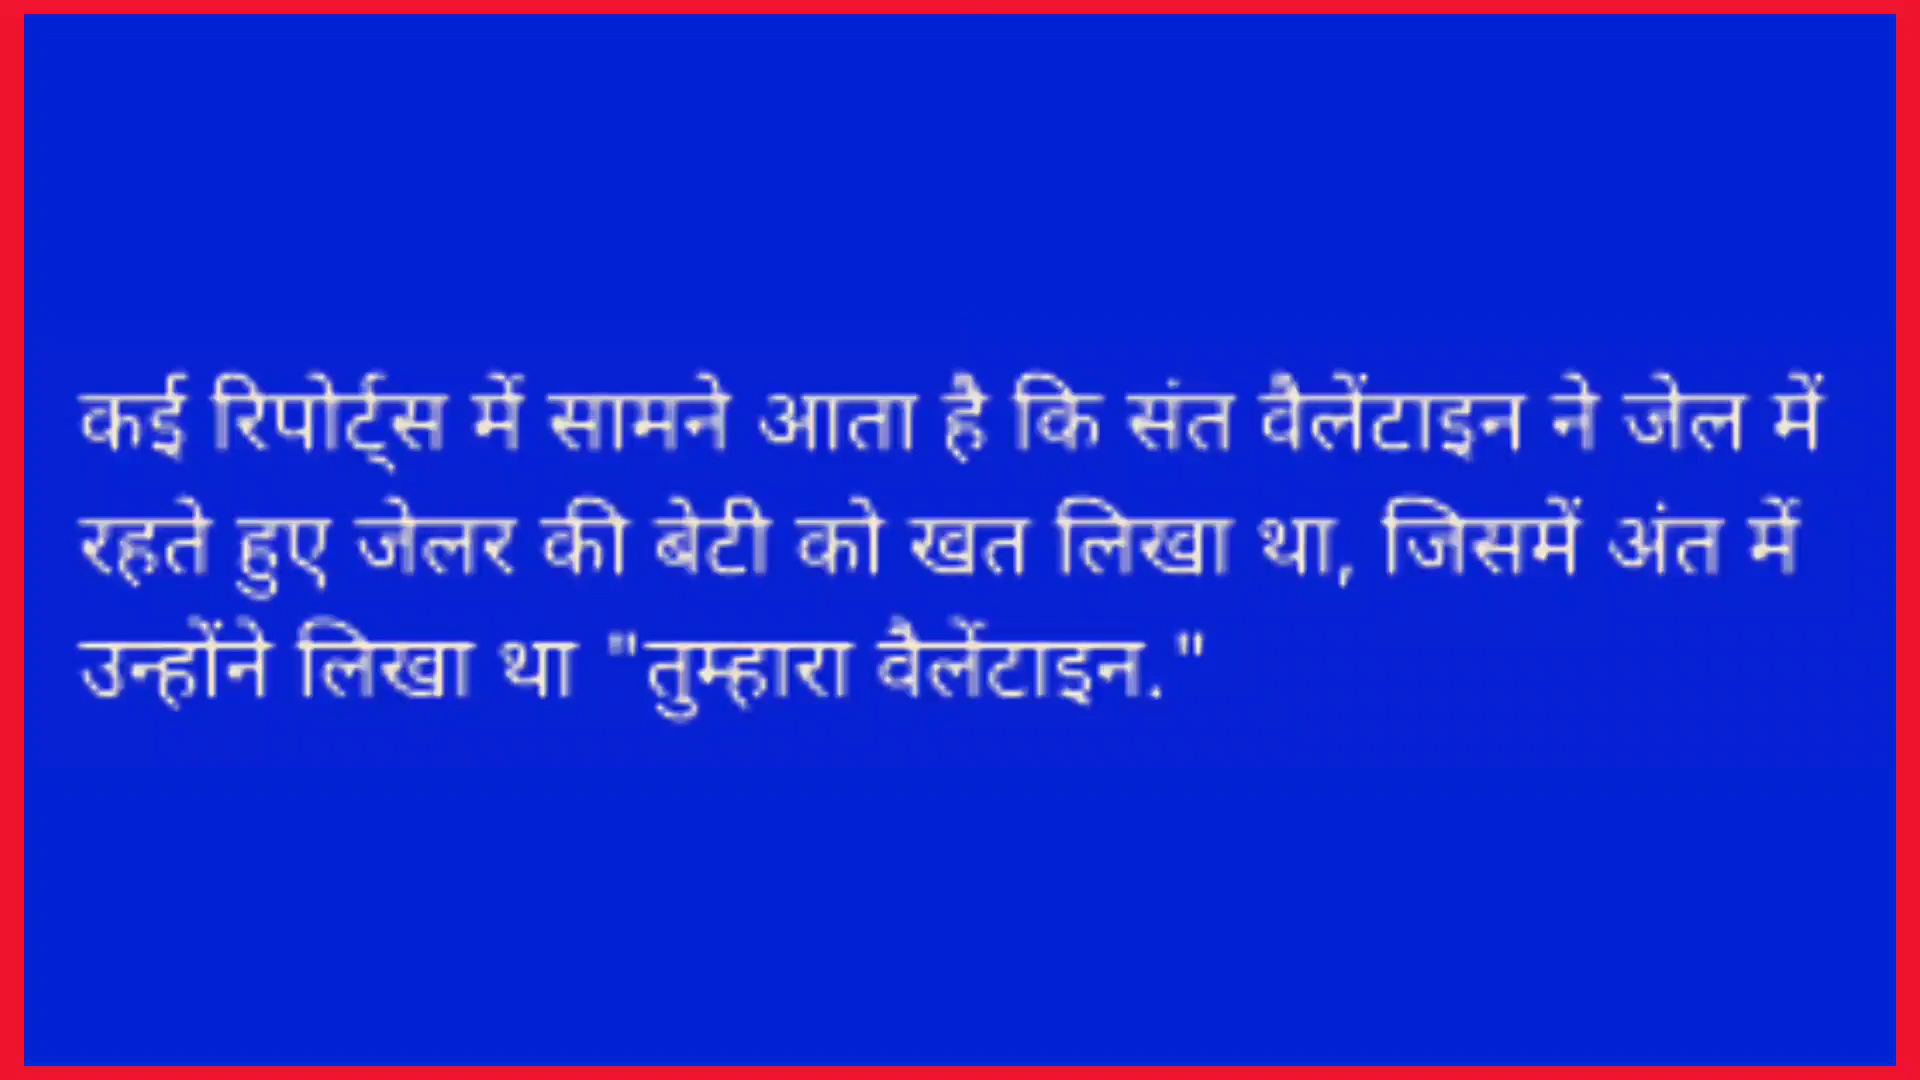 कई रिपोर्ट्स में सामने आता है कि संत वैलेंटाइन ने जेल में
रहते हुए जेलर की बेटी को खत लिखा था, जिसमें अंत में
उन्होंने लिखा था "तुम्हारा वैलेंटाइन."